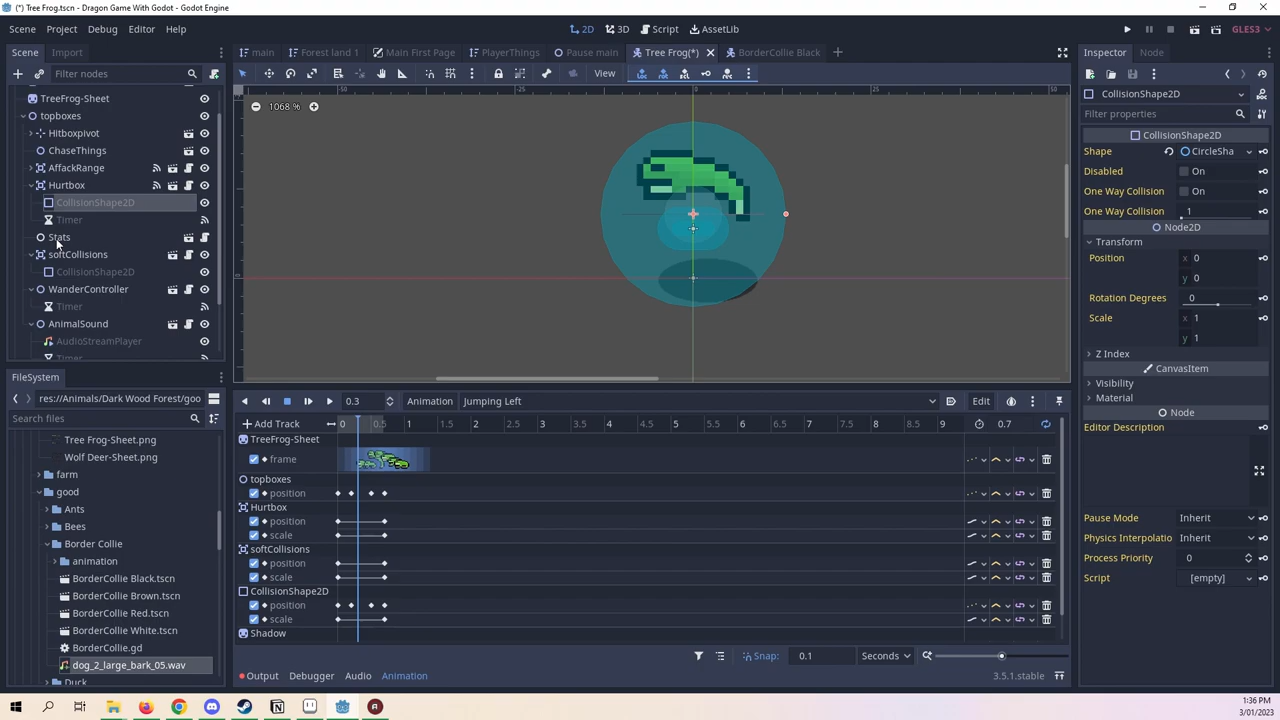 (*) Tree Frog.tscn - Dragon Game With Godot - Godot Engine
Scene Project Debug Editor Help
2D 3D Script AssetLib
GLES3
Scene Import
Filter nodes
TreeFrog-Sheet
topboxes
Hitboxpivot
ChaseThings
AffackRange
Hurtbox
CollisionShape2D
Timer
Stats
softCollisions
CollisionShape2D
WanderController
Timer
AnimalSound
AudioStreamPlayer
Timer
FileSystem
res://Animals/Dark Wood Forest/goo
Search files
Tree Frog-Sheet.png
Wolf Deer-Sheet.png
farm
good
Ants
Bees
Border Collie
animation
BorderCollie Black.tscn
BorderCollie Brown.tscn
BorderCollie Red.tscn
BorderCollie White.tscn
BorderCollie.gd
dog_2_large_bark_05.wav
Duck
main Forest land 1 Main First Page PlayerThings Pause main Tree Frog(*) BorderCollie Black
View
-50 0 25 50
1068 %
0
0.3 Animation Jumping Left Edit
Add Track 0 0.5 1 1.5 2 2.5 3 3.5 4 4.5 5 5.5 6 6.5 7 7.5 8 8.5 9 9.5 0.7
TreeFrog-Sheet
frame
topboxes
position
Hurtbox
position
scale
softCollisions
position
scale
CollisionShape2D
position
scale
Shadow
Snap: 0.1 Seconds
Output Debugger Audio Animation 3.5.1.stable
Inspector Node
CollisionShape2D
Filter properties
CollisionShape2D
Shape CircleSha
Disabled On
One Way Collision On
One Way Collision 1
Node2D
Transform
Position x 0
y 0
Rotation Degrees 0
Scale x 1
y 1
Z Index
CanvasItem
Visibility
Material
Node
Editor Description
Pause Mode Inherit
Physics Interpolatio Inherit
Process Priority 0
Script [empty]
1:36 PM
3/01/2023